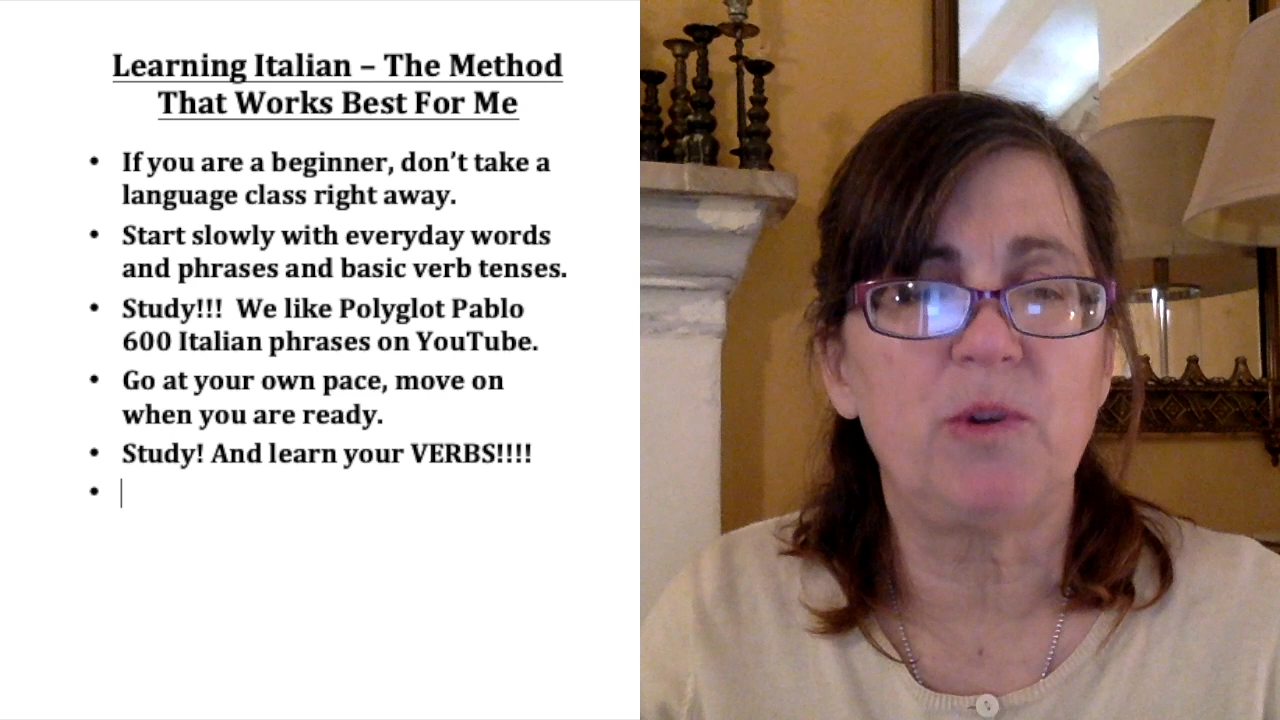 Learning Italian – The Method
That Works Best For Me
• If you are a beginner, don’t take a
language class right away.
• Start slowly with everyday words
and phrases and basic verb tenses.
• Study!!!  We like Polyglot Pablo
600 Italian phrases on YouTube.
• Go at your own pace, move on
when you are ready.
• Study! And learn your VERBS!!!!
•